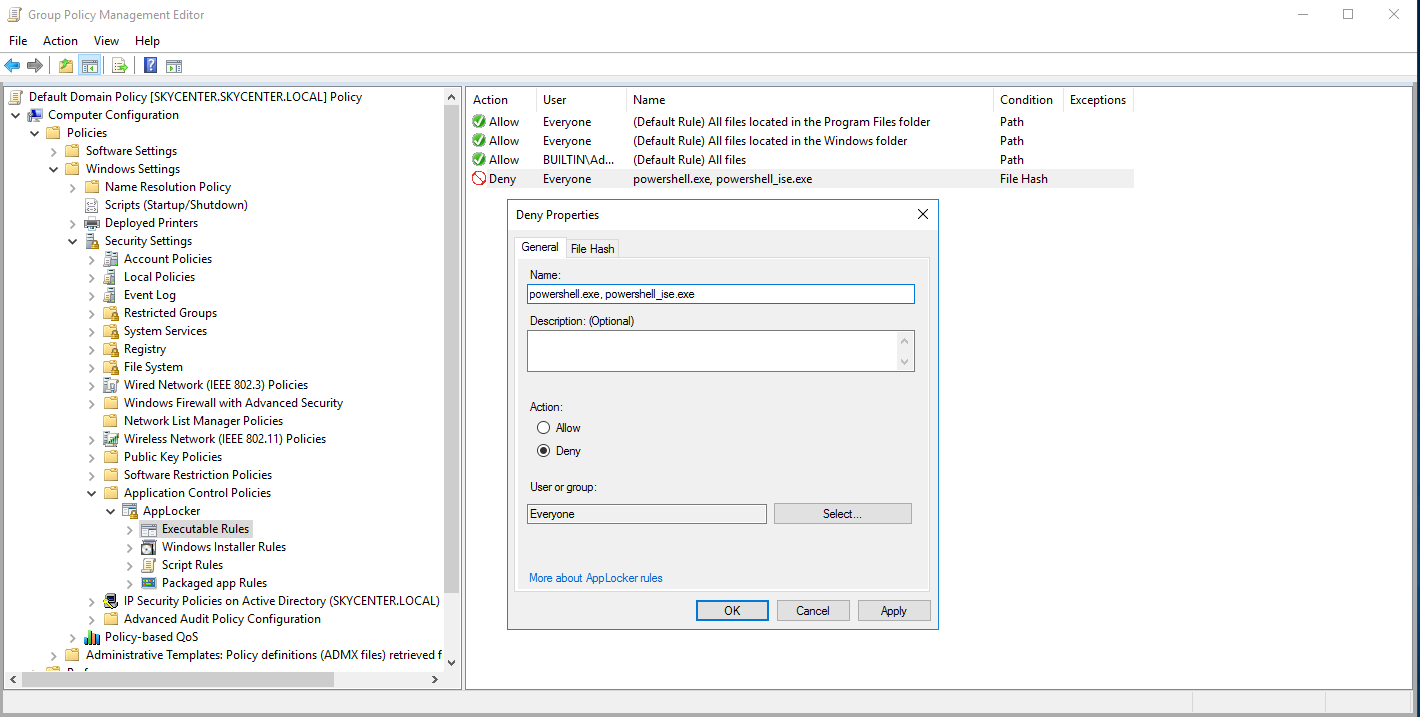 Group Policy Management Editor
File Action View Help
Default Domain Policy [SKYCENTER.SKYCENTER.LOCAL] Policy
Computer Configuration
Policies
Software Settings
Windows Settings
Name Resolution Policy
Scripts (Startup/Shutdown)
Deployed Printers
Security Settings
Account Policies
Local Policies
Event Log
Restricted Groups
System Services
Registry
File System
Wired Network (IEEE 802.3) Policies
Windows Firewall with Advanced Security
Network List Manager Policies
Wireless Network (IEEE 802.11) Policies
Public Key Policies
Software Restriction Policies
Application Control Policies
AppLocker
Executable Rules
Windows Installer Rules
Script Rules
Packaged app Rules
IP Security Policies on Active Directory (SKYCENTER.LOCAL)
Advanced Audit Policy Configuration
Policy-based QoS
Administrative Templates: Policy definitions (ADMX files) retrieved f
Action User Name Condition Exceptions
Allow Everyone (Default Rule) All files located in the Program Files folder Path
Allow Everyone (Default Rule) All files located in the Windows folder Path
Allow BUILTIN\Ad... (Default Rule) All files Path
Deny Everyone powershell.exe, powershell_ise.exe File Hash
Deny Properties
General File Hash
Name:
powershell.exe, powershell_ise.exe
Description: (Optional)
Action:
Allow
Deny
User or group:
Everyone Select...
More about AppLocker rules
OK Cancel Apply